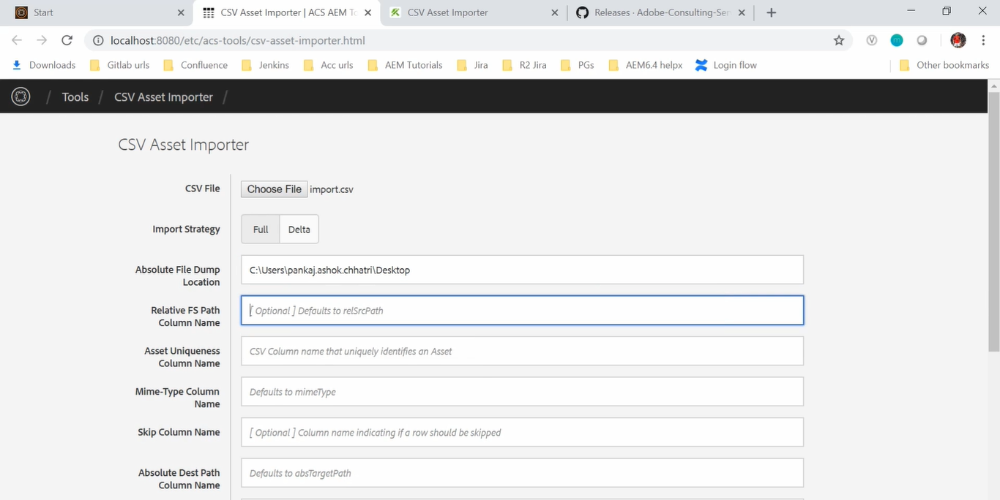 Start
CSV Asset Importer | ACS AEM To
CSV Asset Importer
Releases · Adobe-Consulting-Ser
localhost:8080/etc/acs-tools/csv-asset-importer.html
Downloads
Gitlab urls
Confluence
Jenkins
Acc urls
AEM Tutorials
Jira
R2 Jira
PGs
AEM6.4 helpx
Login flow
Other bookmarks
/ Tools / CSV Asset Importer /
CSV Asset Importer
CSV File
Choose File import.csv
Import Strategy
Full
Delta
Absolute File Dump
Location
C:\Users\pankaj.ashok.chhatri\Desktop
Relative FS Path
Column Name
[ Optional ] Defaults to relSrcPath
Asset Uniqueness
Column Name
CSV Column name that uniquely identifies an Asset
Mime-Type Column
Name
Defaults to mimeType
Skip Column Name
[ Optional ] Column name indicating if a row should be skipped
Absolute Dest Path
Column Name
Defaults to absTargetPath